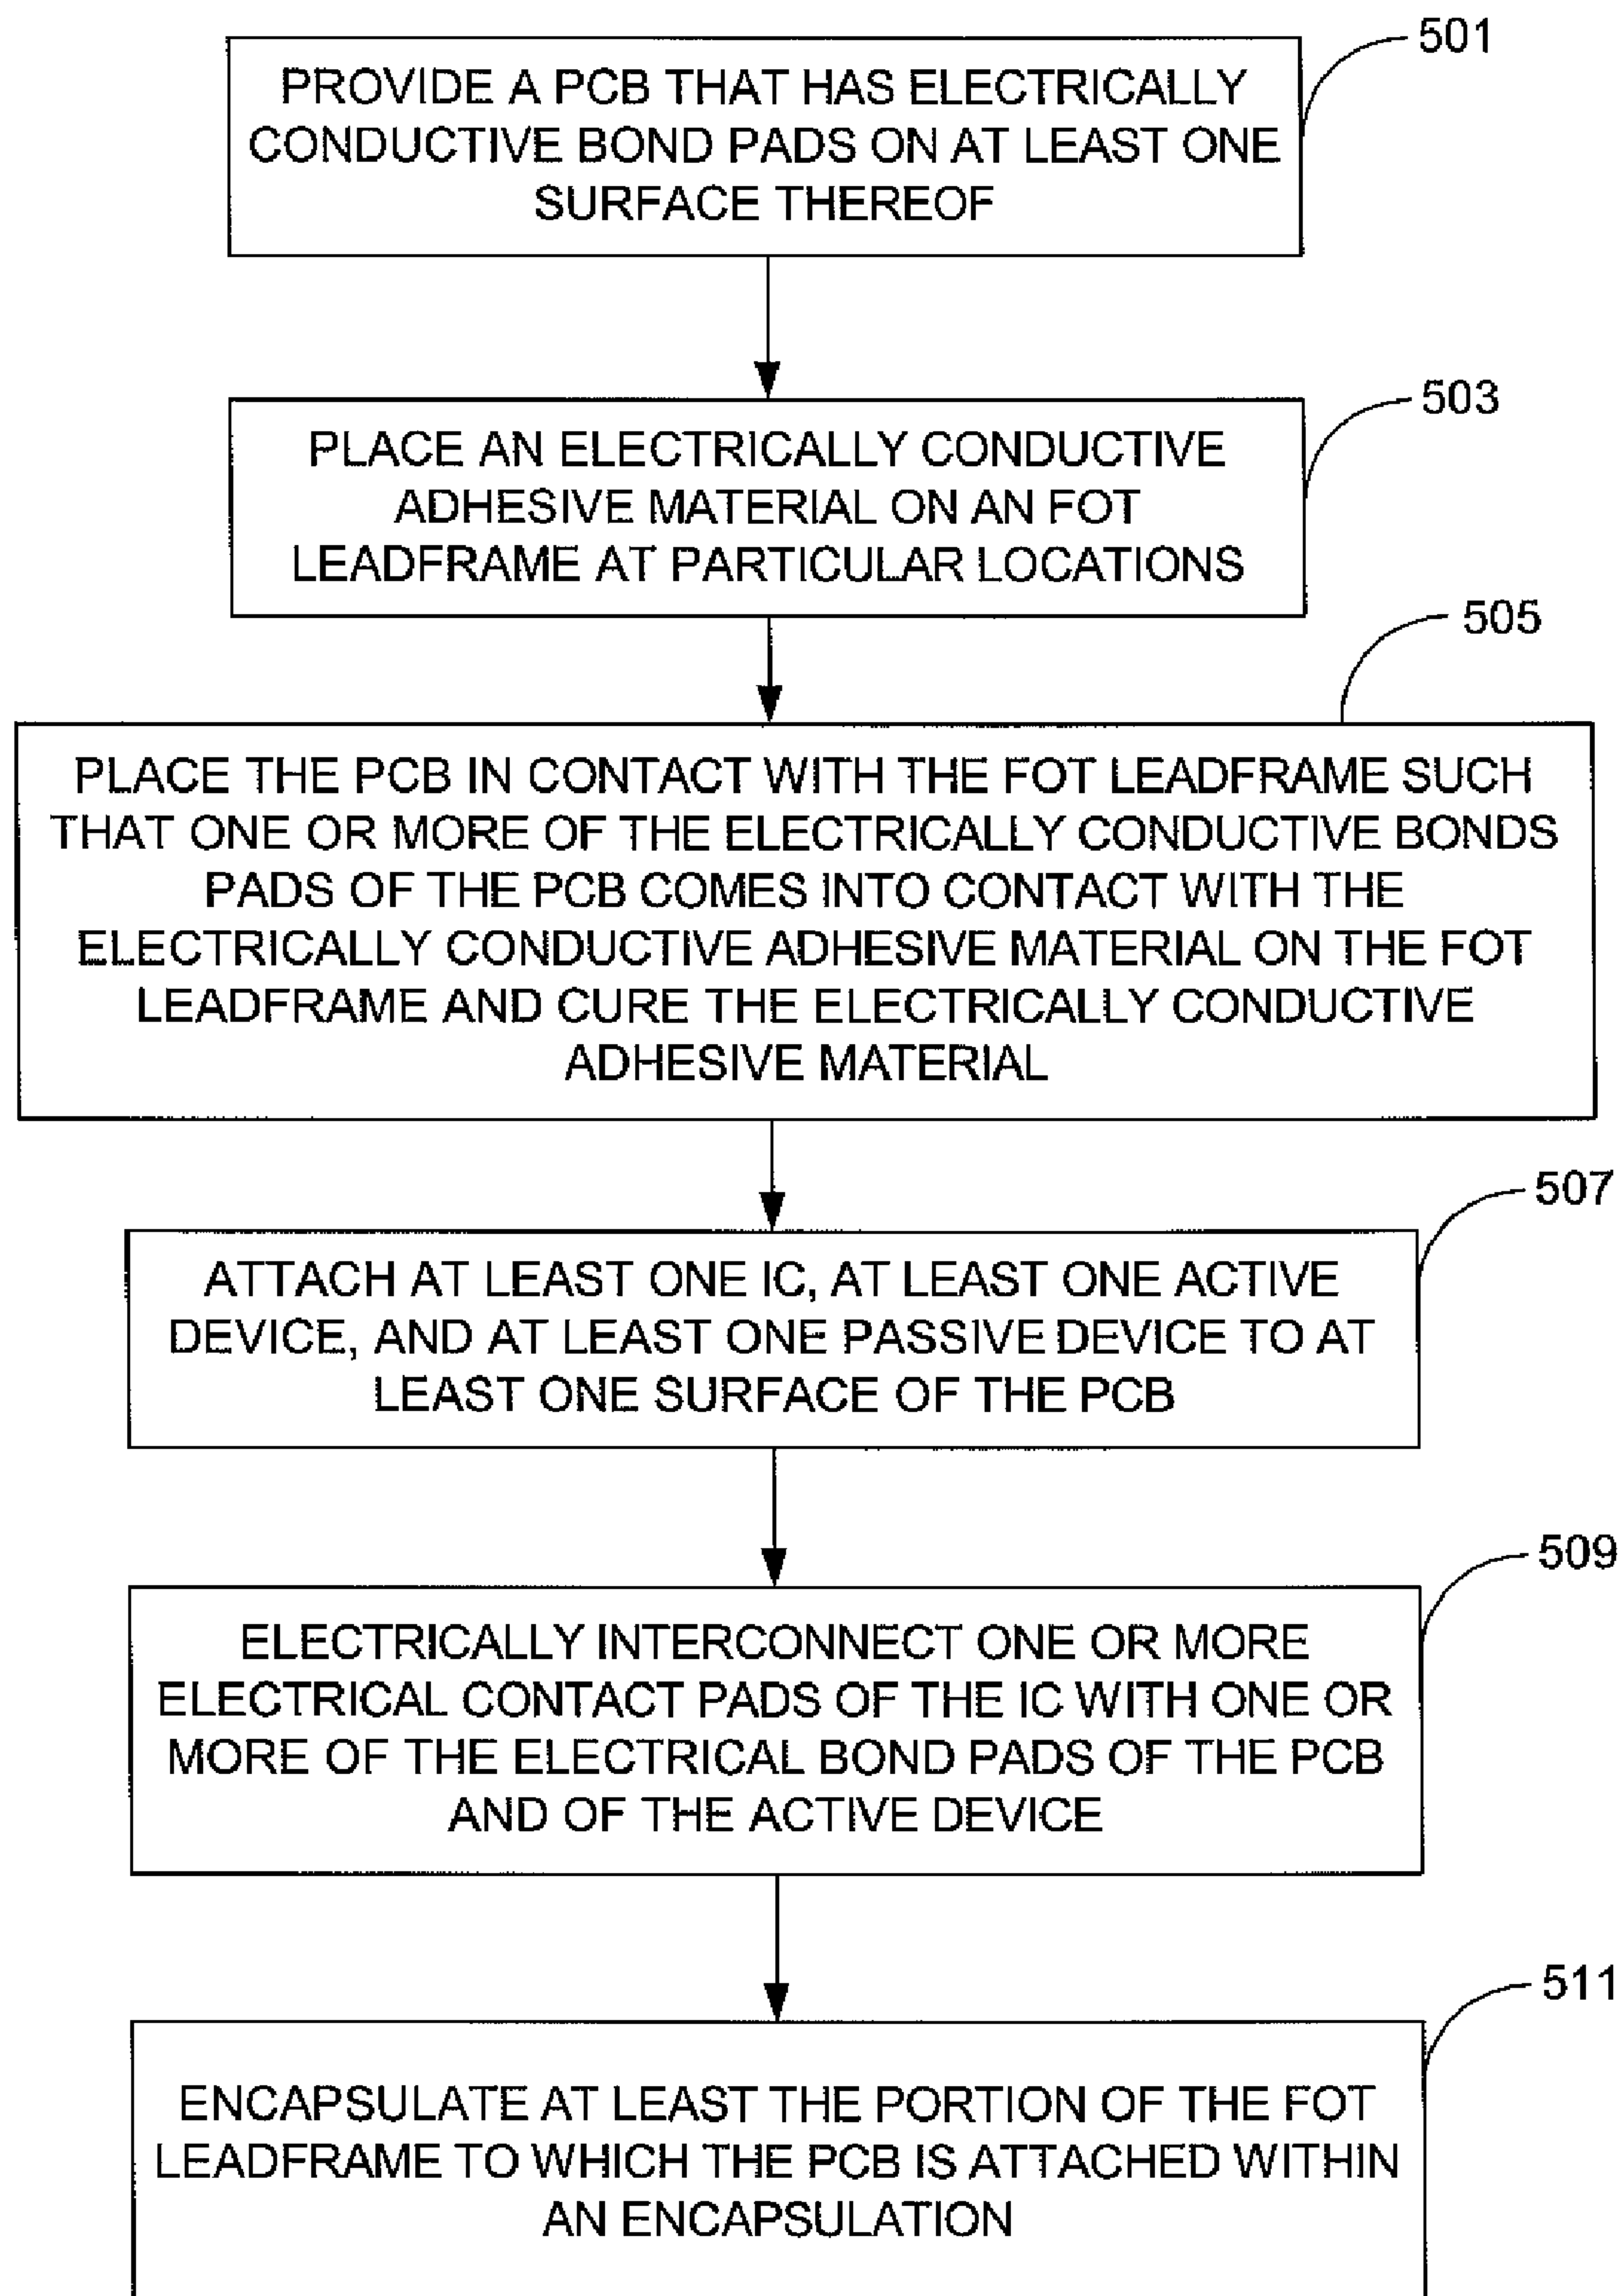 501
PROVIDE A PCB THAT HAS ELECTRICALLY
CONDUCTIVE BOND PADS ON AT LEAST ONE
SURFACE THEREOF
503
PLACE AN ELECTRICALLY CONDUCTIVE
ADHESIVE MATERIAL ON AN FOT
LEADFRAME AT PARTICULAR LOCATIONS
505
PLACE THE PCB IN CONTACT WITH THE FOT LEADFRAME SUCH
THAT ONE OR MORE OF THE ELECTRICALLY CONDUCTIVE BONDS
PADS OF THE PCB COMES INTO CONTACT WITH THE
ELECTRICALLY CONDUCTIVE ADHESIVE MATERIAL ON THE FOT
LEADFRAME AND CURE THE ELECTRICALLY CONDUCTIVE
ADHESIVE MATERIAL
507
ATTACH AT LEAST ONE IC, AT LEAST ONE ACTIVE
DEVICE, AND AT LEAST ONE PASSIVE DEVICE TO AT
LEAST ONE SURFACE OF THE PCB
509
ELECTRICALLY INTERCONNECT ONE OR MORE
ELECTRICAL CONTACT PADS OF THE IC WITH ONE OR
MORE OF THE ELECTRICAL BOND PADS OF THE PCB
AND OF THE ACTIVE DEVICE
511
ENCAPSULATE AT LEAST THE PORTION OF THE FOT
LEADFRAME TO WHICH THE PCB IS ATTACHED WITHIN
AN ENCAPSULATION